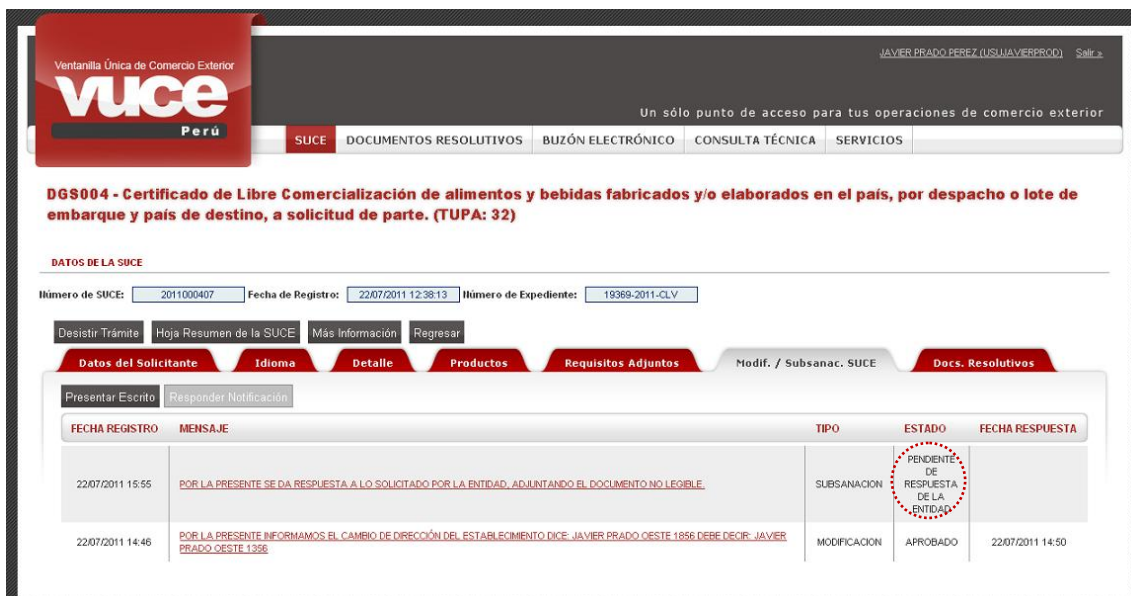 Ventanilla Única de Comercio Exterior
vuce
Perú
JAVIER PRADO PEREZ (USUJAVIERPROD) Salir »
Un sólo punto de acceso para tus operaciones de comercio exterior
SUCE DOCUMENTOS RESOLUTIVOS BUZÓN ELECTRÓNICO CONSULTA TÉCNICA SERVICIOS
DGS004 - Certificado de Libre Comercialización de alimentos y bebidas fabricados y/o elaborados en el país, por despacho o lote de
embarque y país de destino, a solicitud de parte. (TUPA: 32)
DATOS DE LA SUCE
Número de SUCE: 2011000407 Fecha de Registro: 22/07/2011 12:38:13 Número de Expediente: 19369-2011-CLV
Desistir Trámite Hoja Resumen de la SUCE Más Información Regresar
Datos del Solicitante Idioma Detalle Productos Requisitos Adjuntos Modif. / Subsanac. SUCE Docs. Resolutivos
Presentar Escrito Responder Notificación
FECHA REGISTRO MENSAJE TIPO ESTADO FECHA RESPUESTA
22/07/2011 15:55 POR LA PRESENTE SE DA RESPUESTA A LO SOLICITADO POR LA ENTIDAD, ADJUNTANDO EL DOCUMENTO NO LEGIBLE. SUBSANACION
PENDIENTE
DE
RESPUESTA
DE LA
ENTIDAD
22/07/2011 14:46 POR LA PRESENTE INFORMAMOS EL CAMBIO DE DIRECCIÓN DEL ESTABLECIMIENTO DICE: JAVIER PRADO OESTE 1856 DEBE DECIR: JAVIER
PRADO OESTE 1356 MODIFICACION APROBADO 22/07/2011 14:50